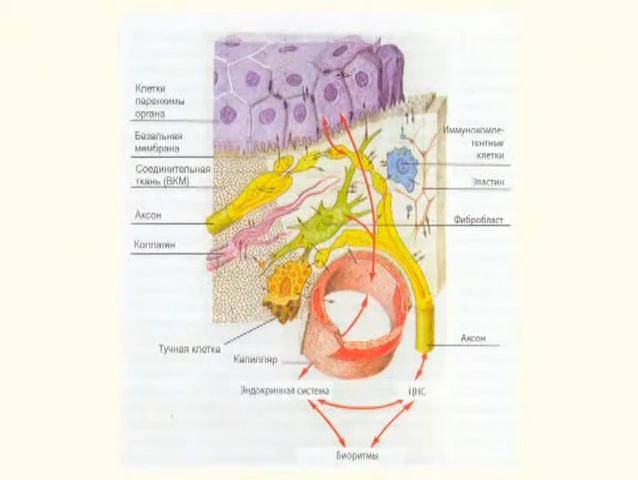 Клетки
паренхимы
органа
Базальная
мембрана
Соединительная
ткань (ВКМ)
Аксон
Коллаген
Тучная клетка
Капилляр
Иммунокомпе-
тентные
клетки
Эластин
Фибробласт
Аксон
Эндокринная система
ЦНС
Биоритмы